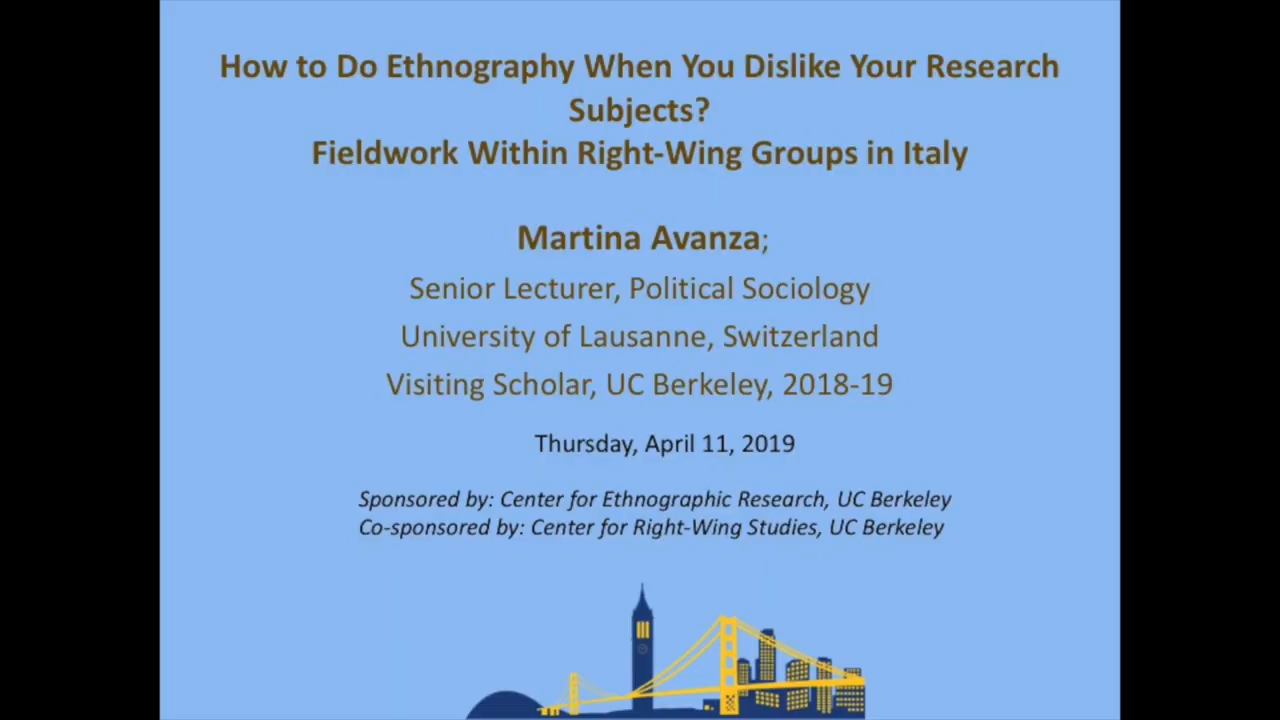 How to Do Ethnography When You Dislike Your Research
Subjects?
Fieldwork Within Right-Wing Groups in Italy
Martina Avanza;
Senior Lecturer, Political Sociology
University of Lausanne, Switzerland
Visiting Scholar, UC Berkeley, 2018-19
Thursday, April 11, 2019
Sponsored by: Center for Ethnographic Research, UC Berkeley
Co-sponsored by: Center for Right-Wing Studies, UC Berkeley